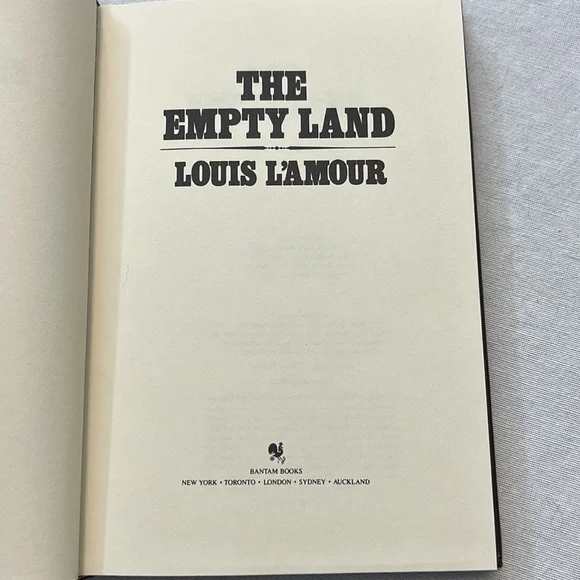 THE
EMPTY LAND
LOUIS L'AMOUR
BANTAM BOOKS
NEW YORK • TORONTO • LONDON • SYDNEY • AUCKLAND